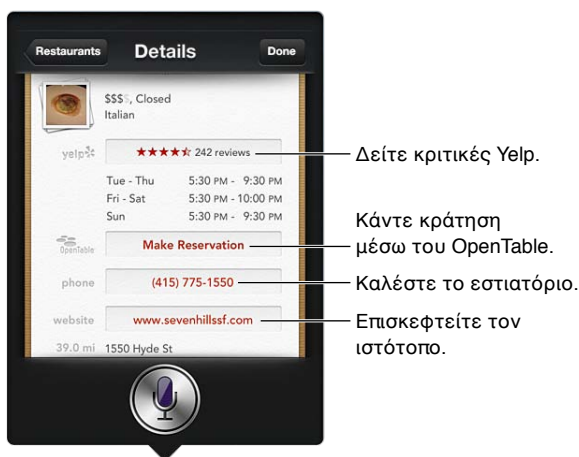 Restaurants
Details
Done
$$$$, Closed
Italian
yelp
242 reviews
Δείτε κριτικές Yelp.
Tue - Thu 5:30 PM - 9:30 PM
Fri - Sat 5:30 PM - 10:00 PM
Sun 5:30 PM - 9:30 PM
OpenTable
Make Reservation
Κάντε κράτηση
μέσω του OpenTable.
phone
(415) 775-1550
Καλέστε το εστιατόριο.
website
www.sevenhillssf.com
Επισκεφτείτε τον
ιστότοπο.
39.0 mi 1550 Hyde St